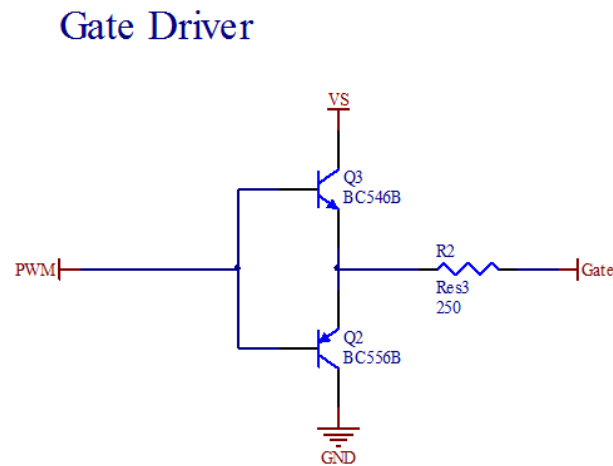 Gate Driver
VS
Q3
BC546B
PWM
R2
Res3
250
Gate
Q2
BC556B
GND